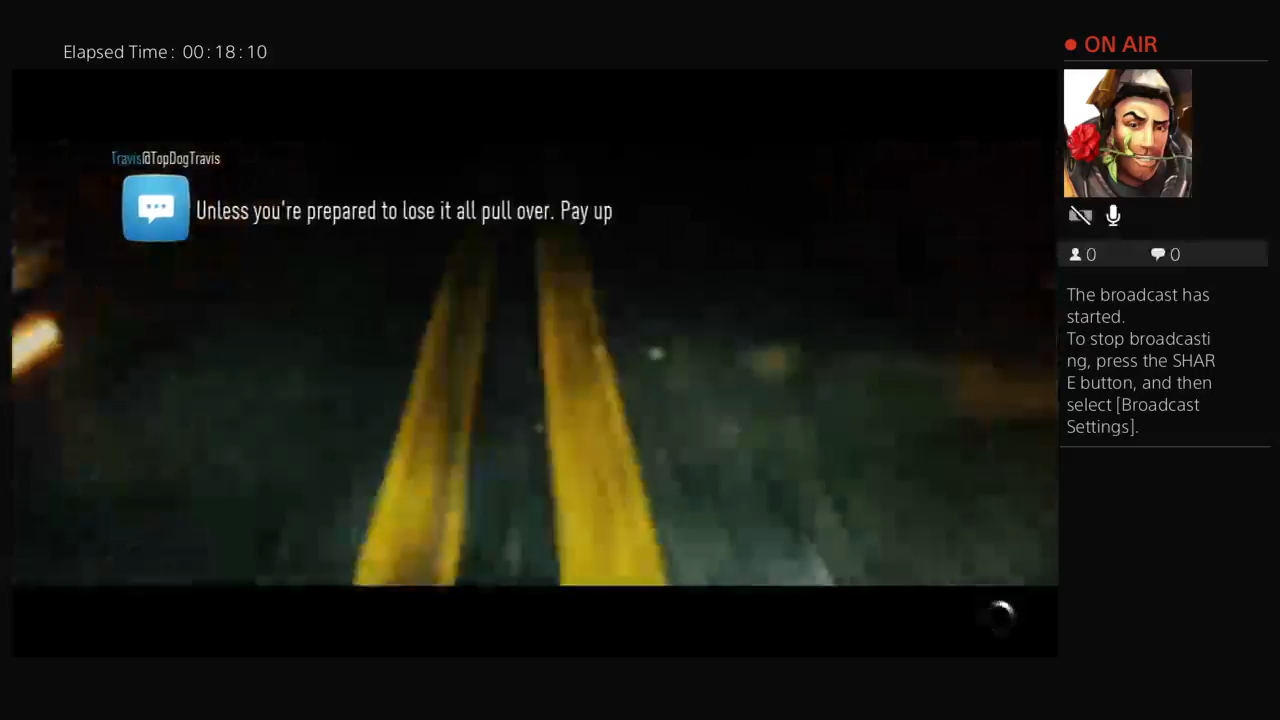 Elapsed Time: 00:18:10
ON AIR
Travis@TopDogTravis
Unless you're prepared to lose it all pull over. Pay up
0 0
The broadcast has
started.
To stop broadcasti
ng, press the SHAR
E button, and then
select [Broadcast
Settings].